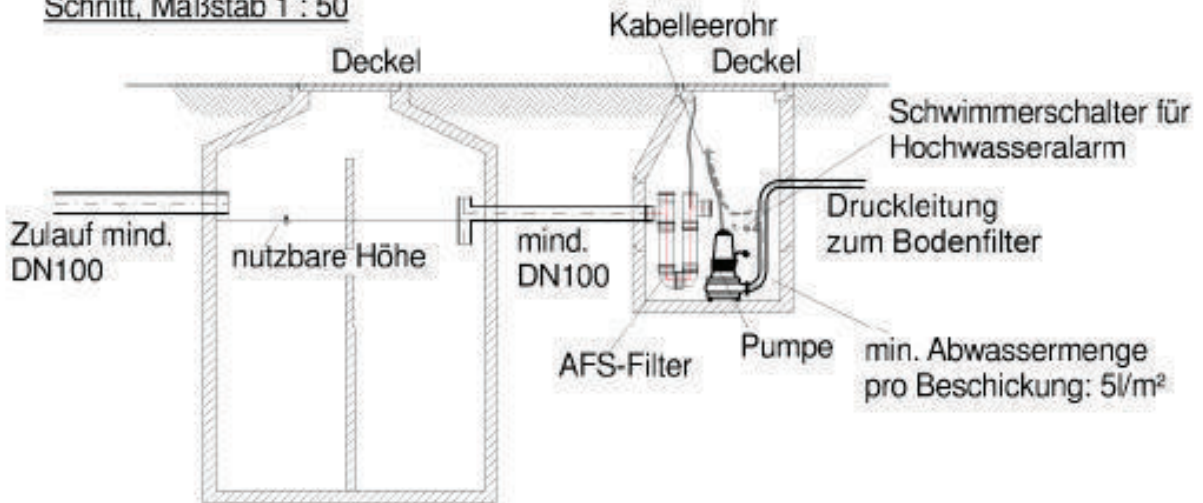 Schnitt, Maßstab 1 : 50
Kabelleerohr
Deckel
Deckel
Schwimmerschalter für
Hochwasseralarm
Zulauf mind.
DN100
nutzbare Höhe
mind.
DN100
Druckleitung
zum Bodenfilter
AFS-Filter
Pumpe
min. Abwassermenge
pro Beschickung: 5l/m²